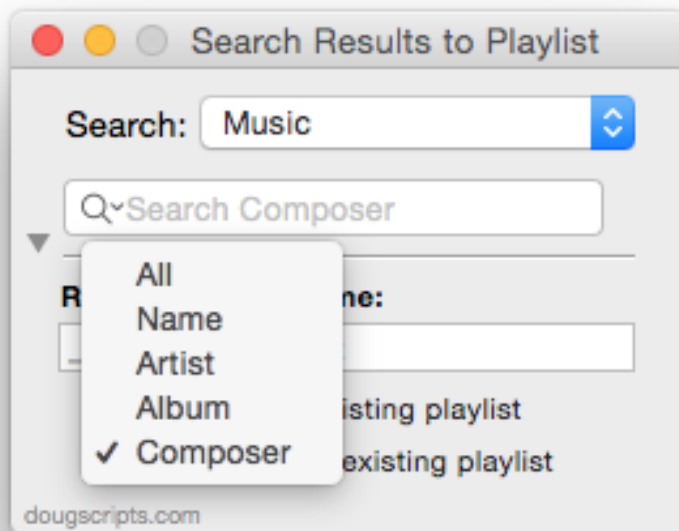 Search Results to Playlist
Search: Music
Search Composer
All
Name
Artist
Album
Composer
me:
isting playlist
existing playlist
dougscripts.com